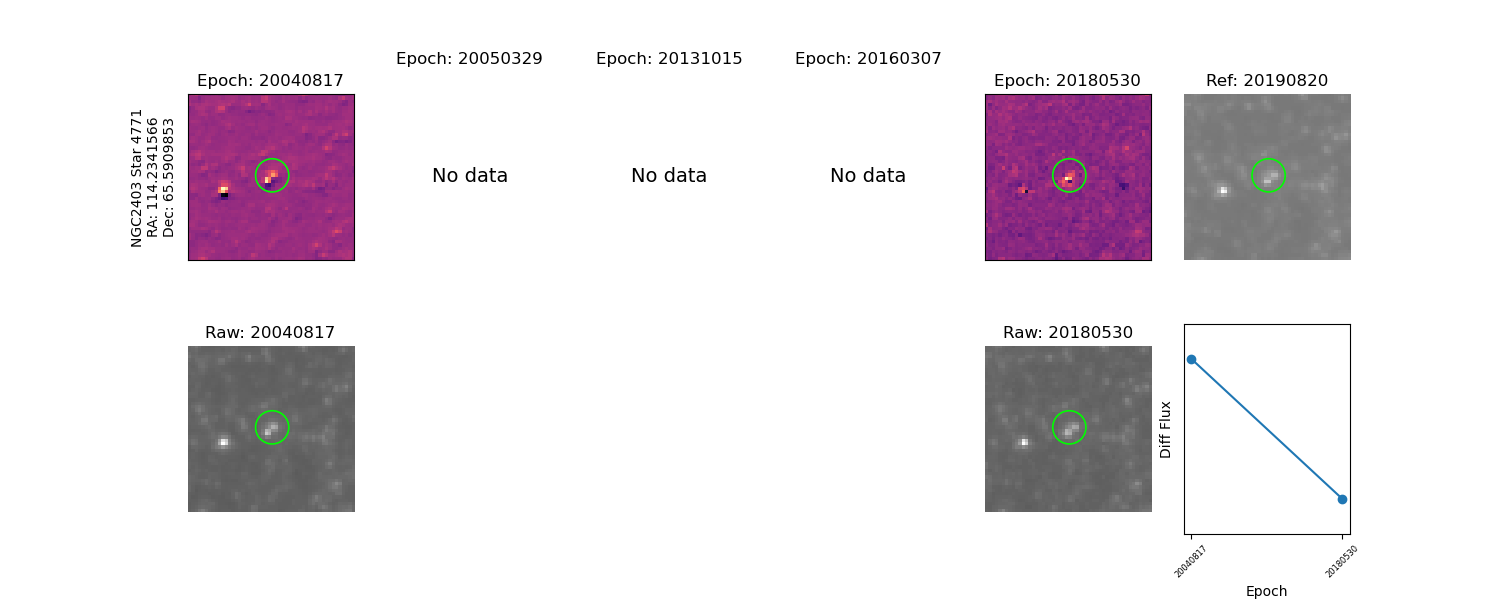 Epoch: 20040817
Epoch: 20050329
Epoch: 20131015
Epoch: 20160307
Epoch: 20180530
Ref: 20190820
NGC2403 Star 4771
RA: 114.2341566
Dec: 65.5909853
No data
No data
No data
Raw: 20040817
Raw: 20180530
Diff Flux
20040817
20180530
Epoch